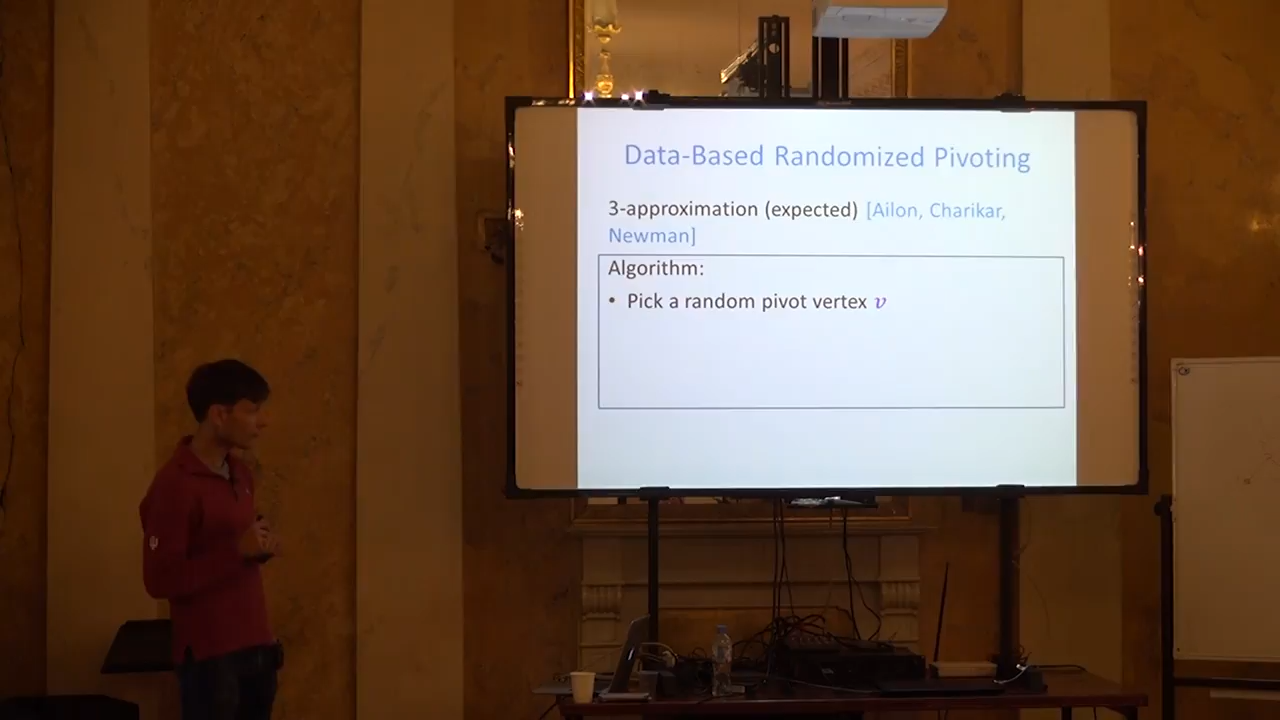 Data-Based Randomized Pivoting
3-approximation (expected) [Ailon, Charikar,
Newman]
Algorithm:
• Pick a random pivot vertex 𝑣